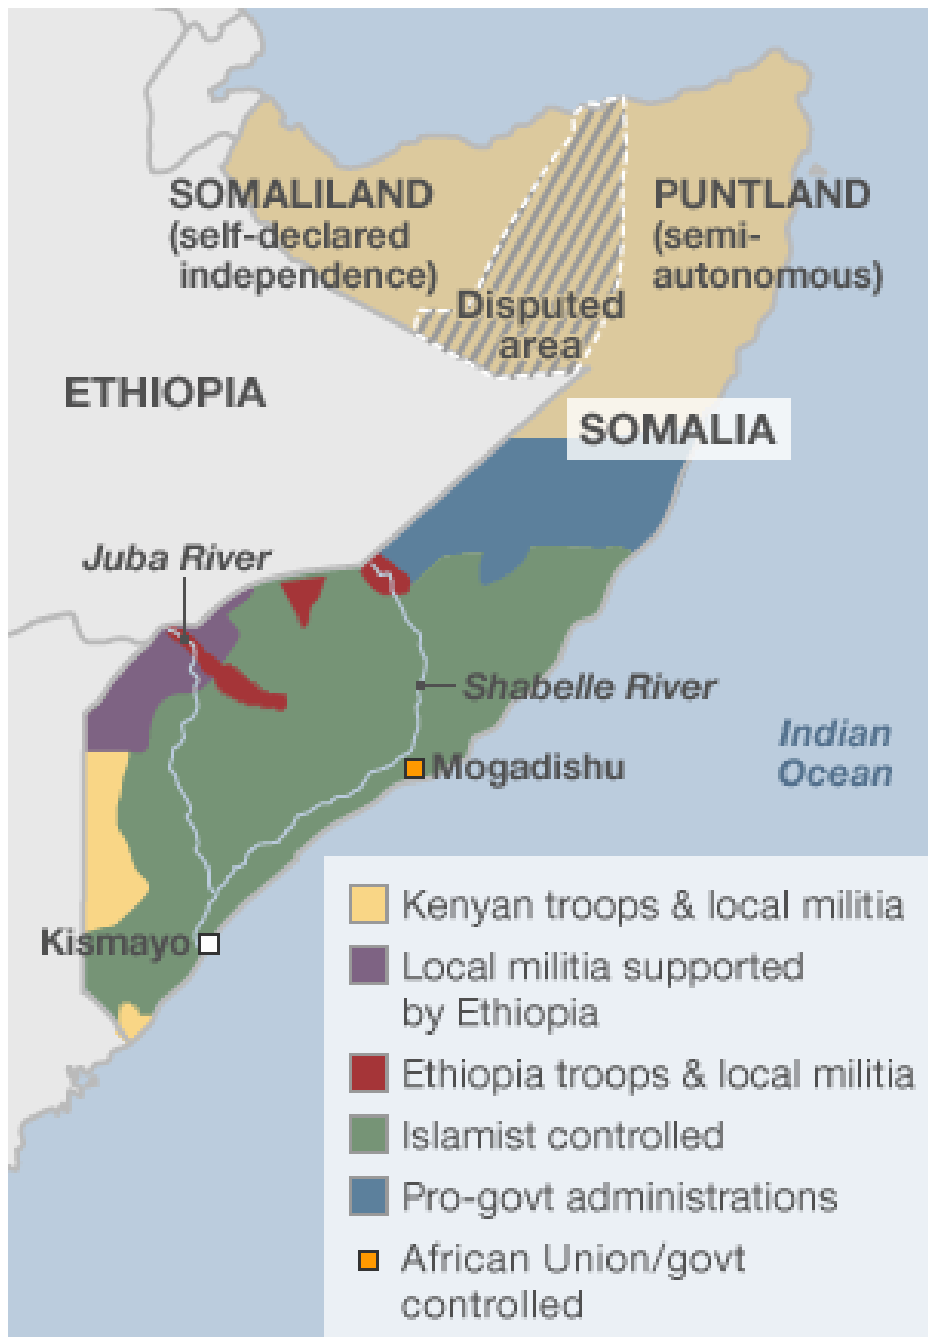 SOMALILAND
(self-declared
independence)
PUNTLAND
(semi-
autonomous)
Disputed
area
ETHIOPIA
SOMALIA
Juba River
Shabelle River
Indian
Ocean
Mogadishu
Kismayo
Kenyan troops & local militia
Local militia supported
by Ethiopia
Ethiopia troops & local militia
Islamist controlled
Pro-govt administrations
African Union/govt
controlled